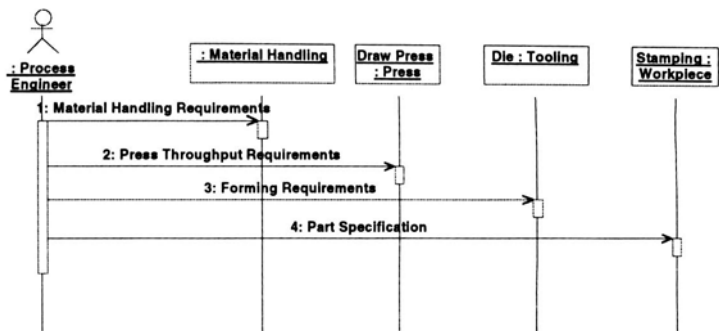 : Process
Engineer
: Material Handling
Draw Press
: Press
Die : Tooling
Stamping :
Workpiece
1: Material Handling Requirements
2: Press Throughput Requirements
3: Forming Requirements
4: Part Specification